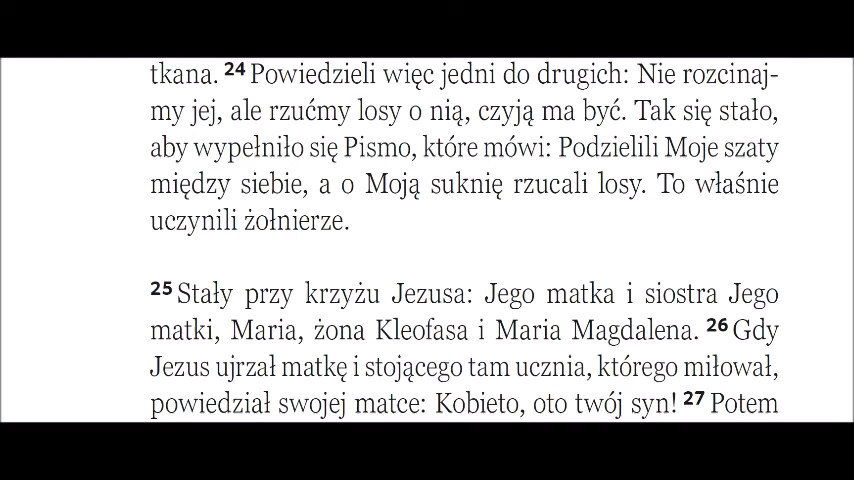 tkana. 24 Powiedzieli więc jedni do drugich: Nie rozcinaj-
my jej, ale rzućmy losy o nią, czyją ma być. Tak się stało,
aby wypełniło się Pismo, które mówi: Podzielili Moje szaty
między siebie, a o Moją suknię rzucali losy. To właśnie
uczynili żołnierze.
25 Stały przy krzyżu Jezusa: Jego matka i siostra Jego
matki, Maria, żona Kleofasa i Maria Magdalena. 26 Gdy
Jezus ujrzał matkę i stojącego tam ucznia, którego miłował,
powiedział swojej matce: Kobieto, oto twój syn! 27 Potem